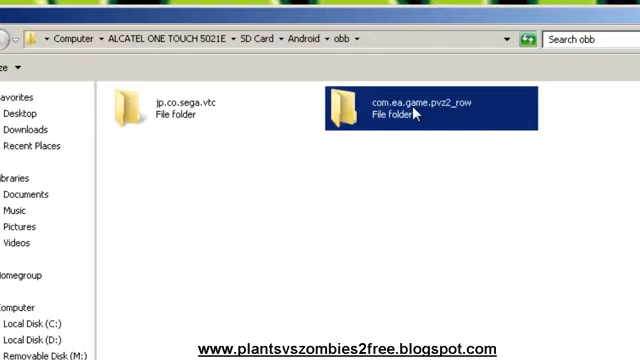 Computer ▸ ALCATEL ONE TOUCH 5021E ▸ SD Card ▸ Android ▸ obb ▸
Search obb
ze
avorites
Desktop
Downloads
Recent Places
ibraries
Documents
Music
Pictures
Videos
Homegroup
omputer
Local Disk (C:)
Local Disk (D:)
Removable Disk (M:)
jp.co.sega.vtc
File folder
com.ea.game.pvz2_row
File folder
www.plantsvszombies2free.blogspot.com